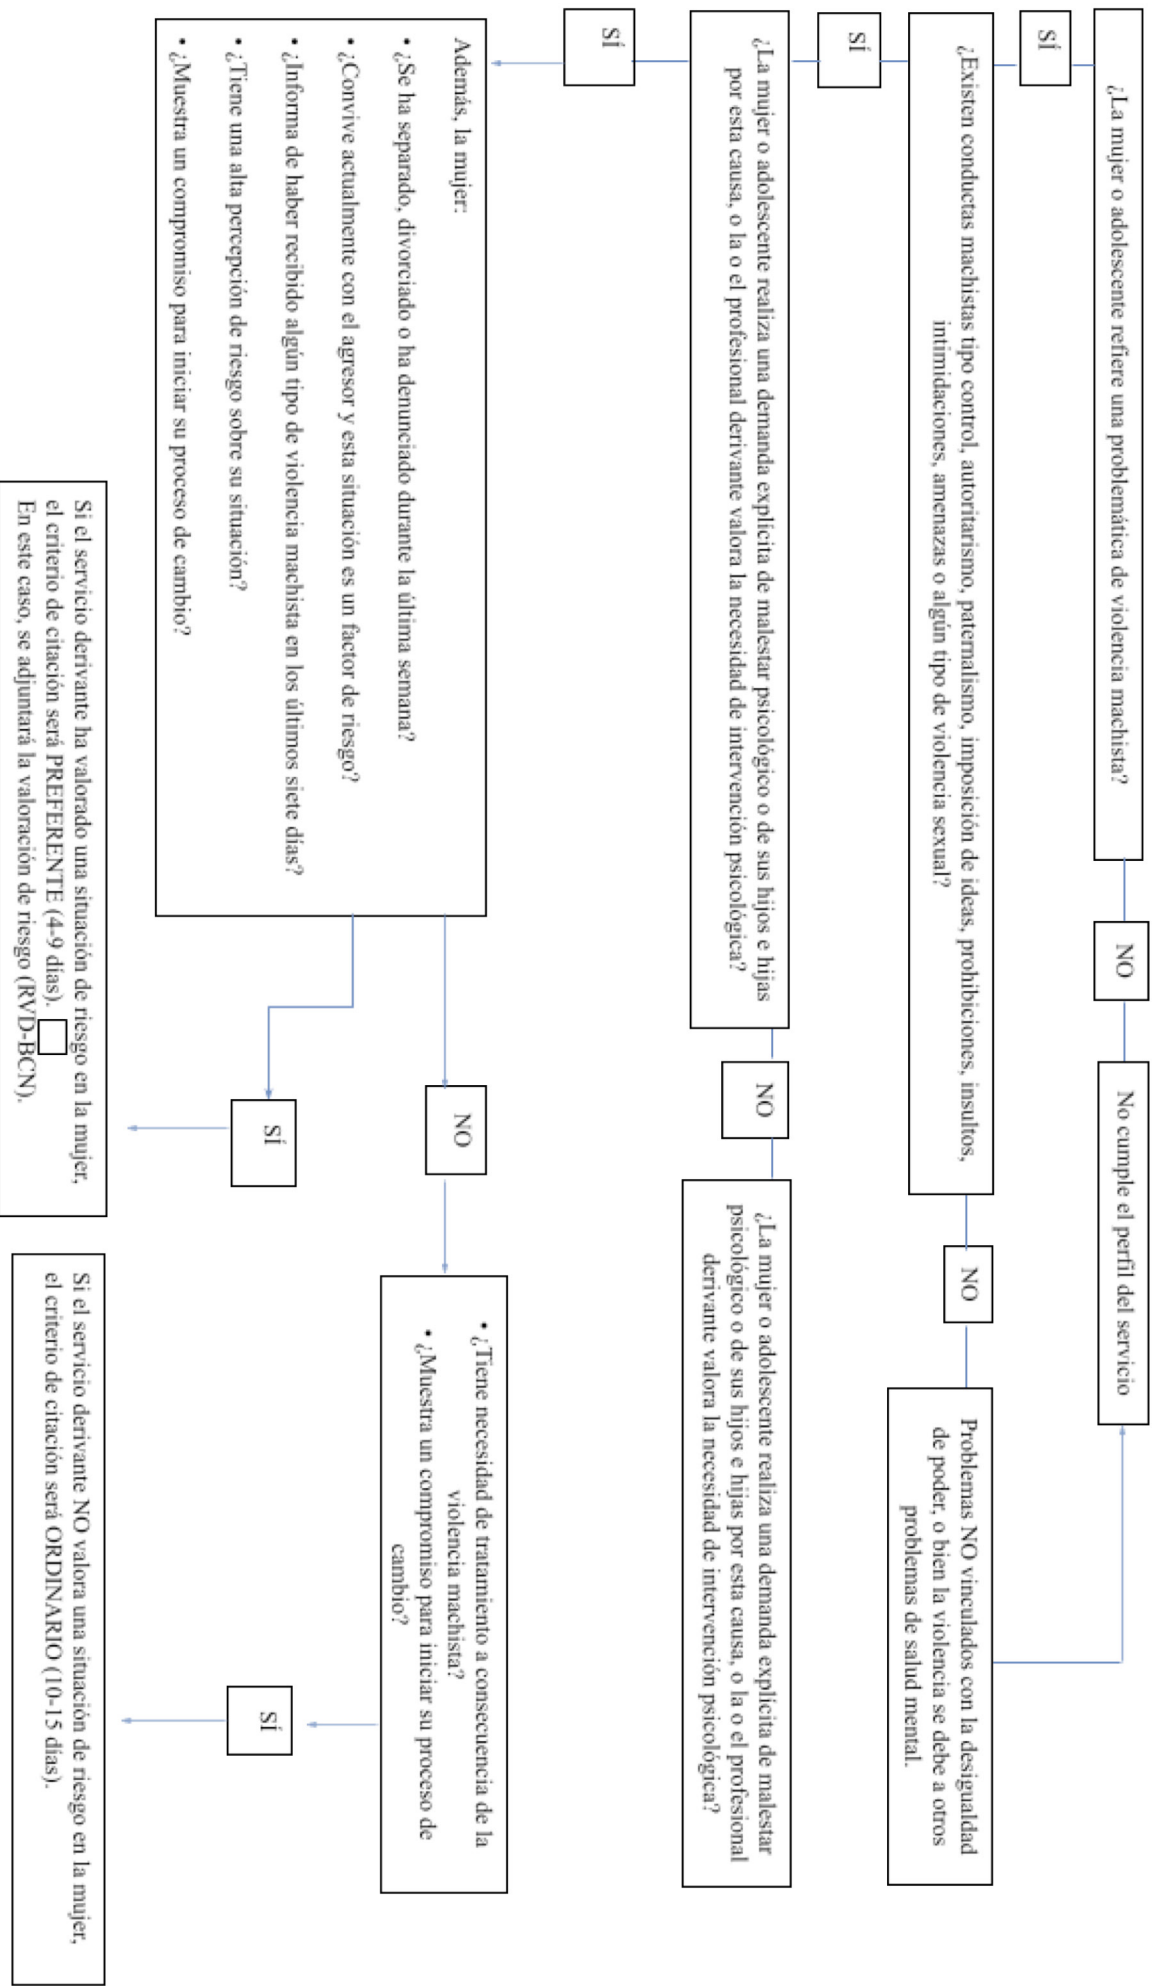 ¿La mujer o adolescente refiere una problemática de violencia machista?
NO
No cumple el perfil del servicio
SÍ
¿Existen conductas machistas tipo control, autoritarismo, paternalismo, imposición de ideas, prohibiciones, insultos,
intimidaciones, amenazas o algún tipo de violencia sexual?
NO
Problemas NO vinculados con la desigualdad
de poder, o bien la violencia se debe a otros
problemas de salud mental.
SÍ
¿La mujer o adolescente realiza una demanda explícita de malestar psicológico o de sus hijos e hijas
por esta causa, o la o el profesional derivante valora la necesidad de intervención psicológica?
NO
¿La mujer o adolescente realiza una demanda explícita de malestar
psicológico o de sus hijos e hijas por esta causa, o la o el profesional
derivante valora la necesidad de intervención psicológica?
SÍ
Además, la mujer:
• ¿Se ha separado, divorciado o ha denunciado durante la última semana?
• ¿Convive actualmente con el agresor y esta situación es un factor de riesgo?
• ¿Informa de haber recibido algún tipo de violencia machista en los últimos siete días?
• ¿Tiene una alta percepción de riesgo sobre su situación?
• ¿Muestra un compromiso para iniciar su proceso de cambio?
NO
• ¿Tiene necesidad de tratamiento a consecuencia de la
violencia machista?
• ¿Muestra un compromiso para iniciar su proceso de
cambio?
SÍ
SÍ
Si el servicio derivante ha valorado una situación de riesgo en la mujer,
el criterio de citación será PREFERENTE (4-9 días).
En este caso, se adjuntará la valoración de riesgo (RVD-BCN).
Si el servicio derivante NO valora una situación de riesgo en la mujer,
el criterio de citación será ORDINARIO (10-15 días).